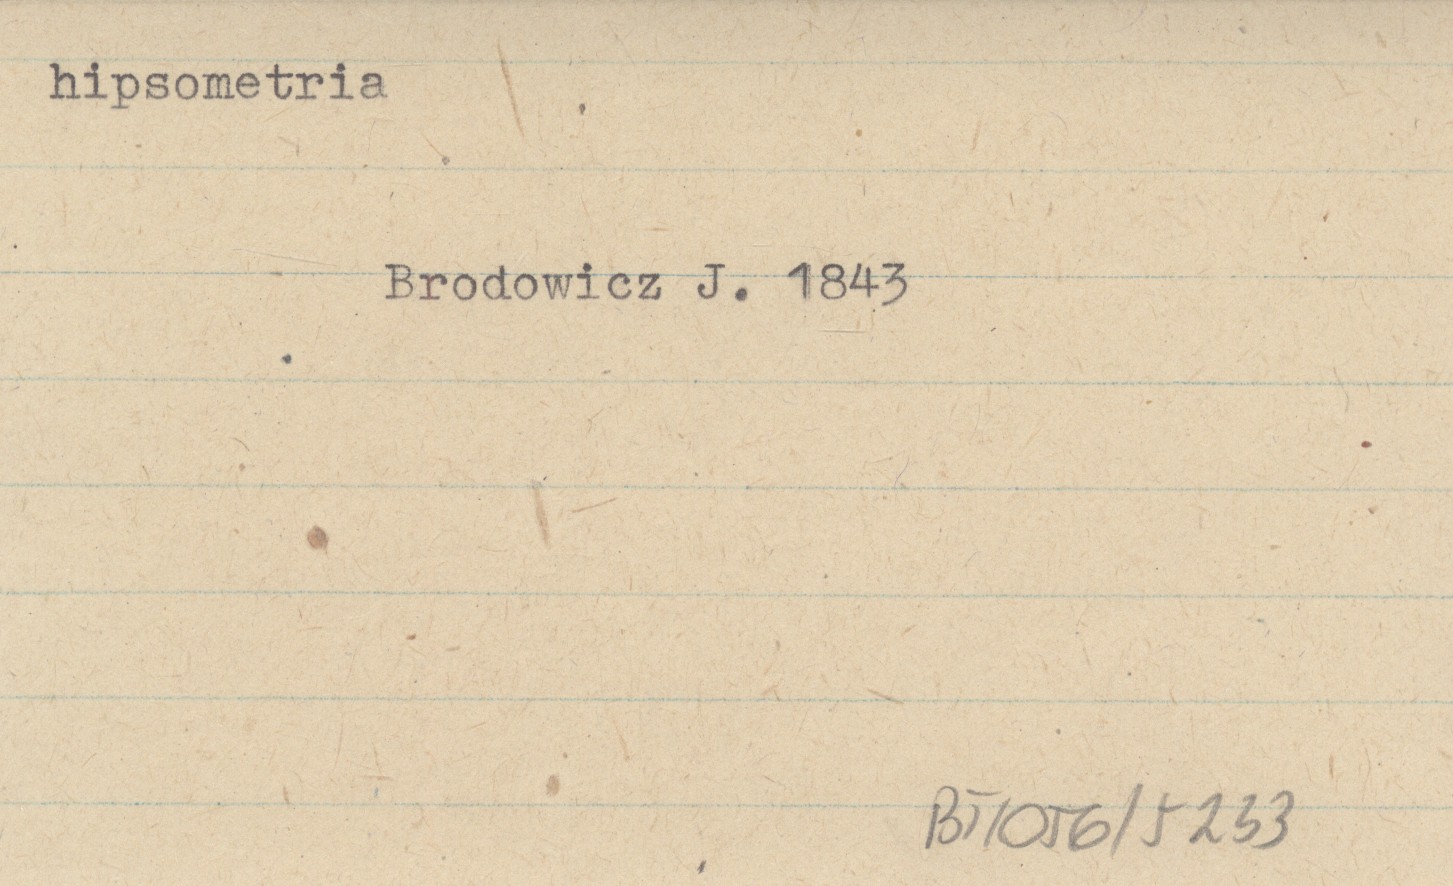 hipsometria
Brodowicz J. 1843
BT/056/5233